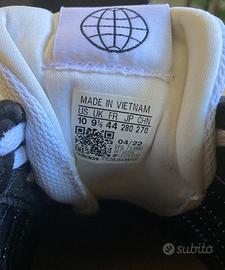 MADE IN VIETNAM
US UK FR JP CHN
10 9½ 44 280 270
04/22
subito